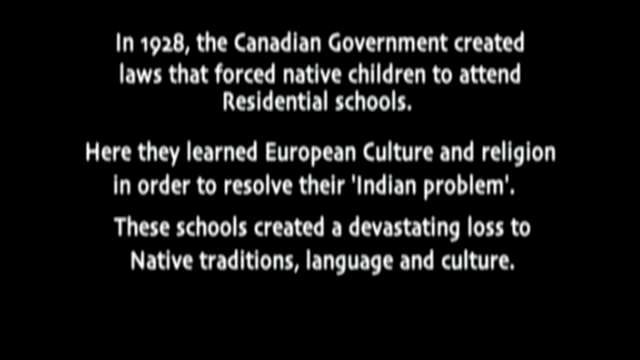 In 1928, the Canadian Government created
laws that forced native children to attend
Residential schools.
Here they learned European Culture and religion
in order to resolve their 'Indian problem'.
These schools created a devastating loss to
Native traditions, language and culture.